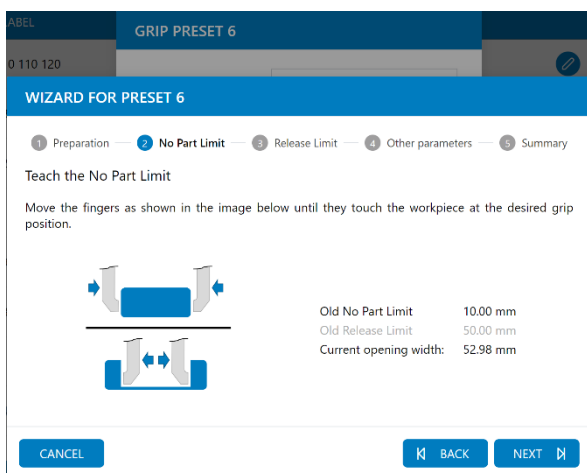 ABEL
GRIP PRESET 6
0 110 120
WIZARD FOR PRESET 6
1 Preparation 2 No Part Limit 3 Release Limit 4 Other parameters 5 Summary
Teach the No Part Limit
Move the fingers as shown in the image below until they touch the workpiece at the desired grip
position.
Old No Part Limit 10.00 mm
Old Release Limit 50.00 mm
Current opening width: 52.98 mm
CANCEL BACK NEXT